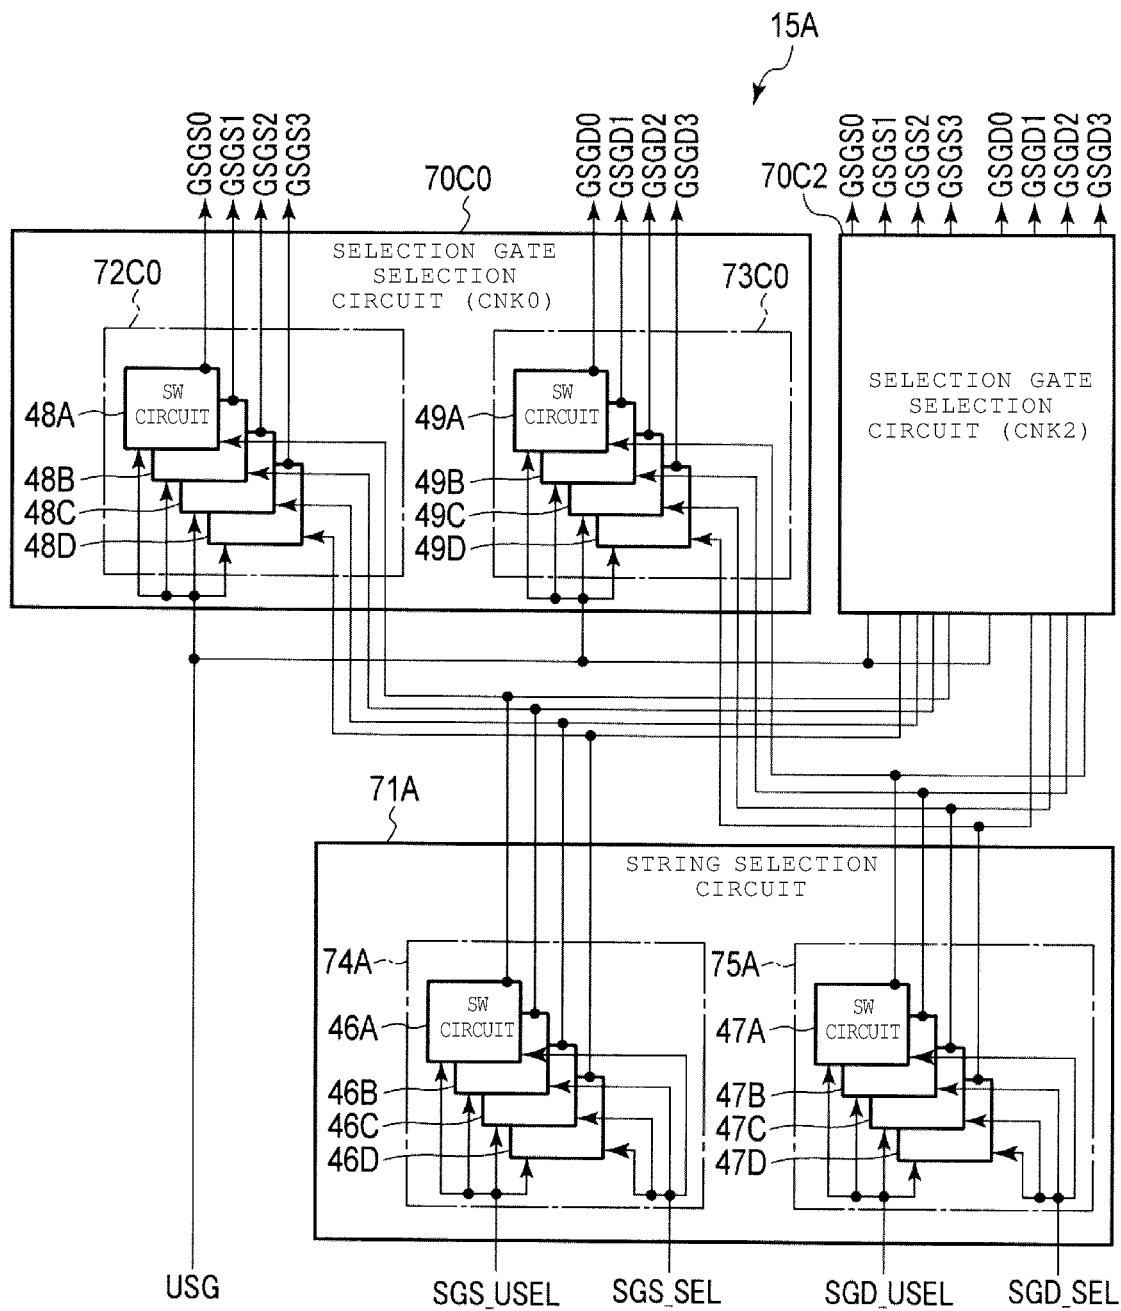 15A
GSGS0
GSGS1
GSGS2
GSGS3
GSGD0
GSGD1
GSGD2
GSGD3
GSGS0
GSGS1
GSGS2
GSGS3
GSGD0
GSGD1
GSGD2
GSGD3
70C0
70C2
SELECTION GATE
SELECTION
CIRCUIT (CNK0)
72C0
73C0
SW
CIRCUIT
48A
48B
48C
48D
SW
CIRCUIT
49A
49B
49C
49D
SELECTION GATE
SELECTION
CIRCUIT (CNK2)
71A
STRING SELECTION
CIRCUIT
74A
SW
CIRCUIT
46A
46B
46C
46D
75A
SW
CIRCUIT
47A
47B
47C
47D
USG
SGS_USEL
SGS_SEL
SGD_USEL
SGD_SEL